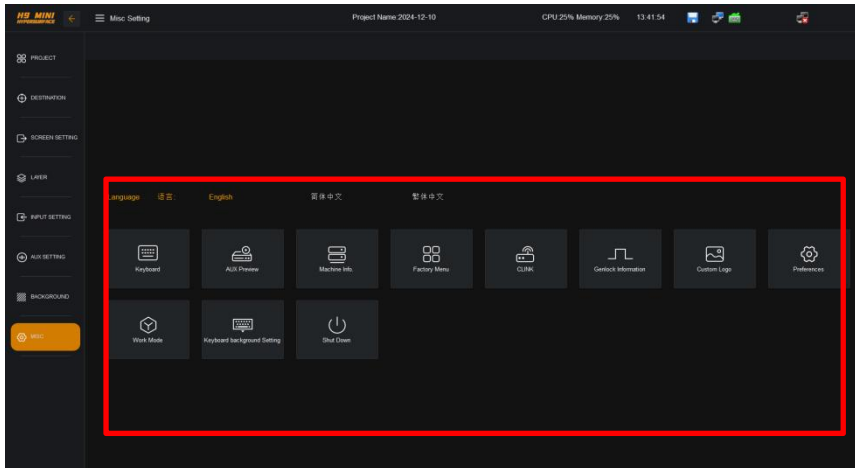 H9 MINI
HYPERSURFACE
Misc Setting
Project Name:2024-12-10
CPU:25% Memory:25%
13:41:54
PROJECT
DESTINATION
SCREEN SETTING
LAYER
INPUT SETTING
AUX SETTING
BACKGROUND
MISC
Language 语言: English 简体中文 繁体中文
Keyboard
AUX Preview
Machine Info.
Factory Menu
CLINK
Genlock Information
Custom Logo
Preferences
Work Mode
Keyboard background Setting
Shut Down